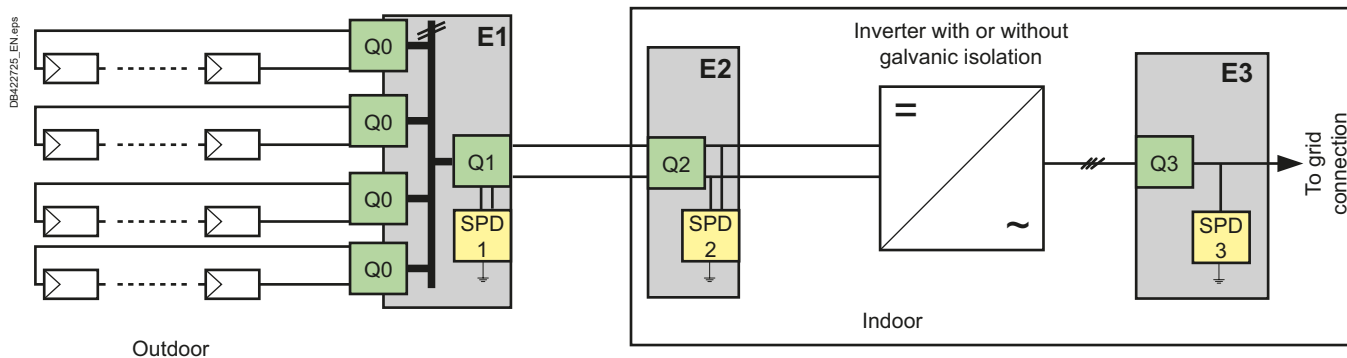 DB422725_EN.eps
Q0
Q0
Q0
Q0
E1
Q1
SPD
1
Outdoor
E2
Q2
SPD
2
Inverter with or without
galvanic isolation
=
~
E3
Q3
SPD
3
To grid
connection
Indoor